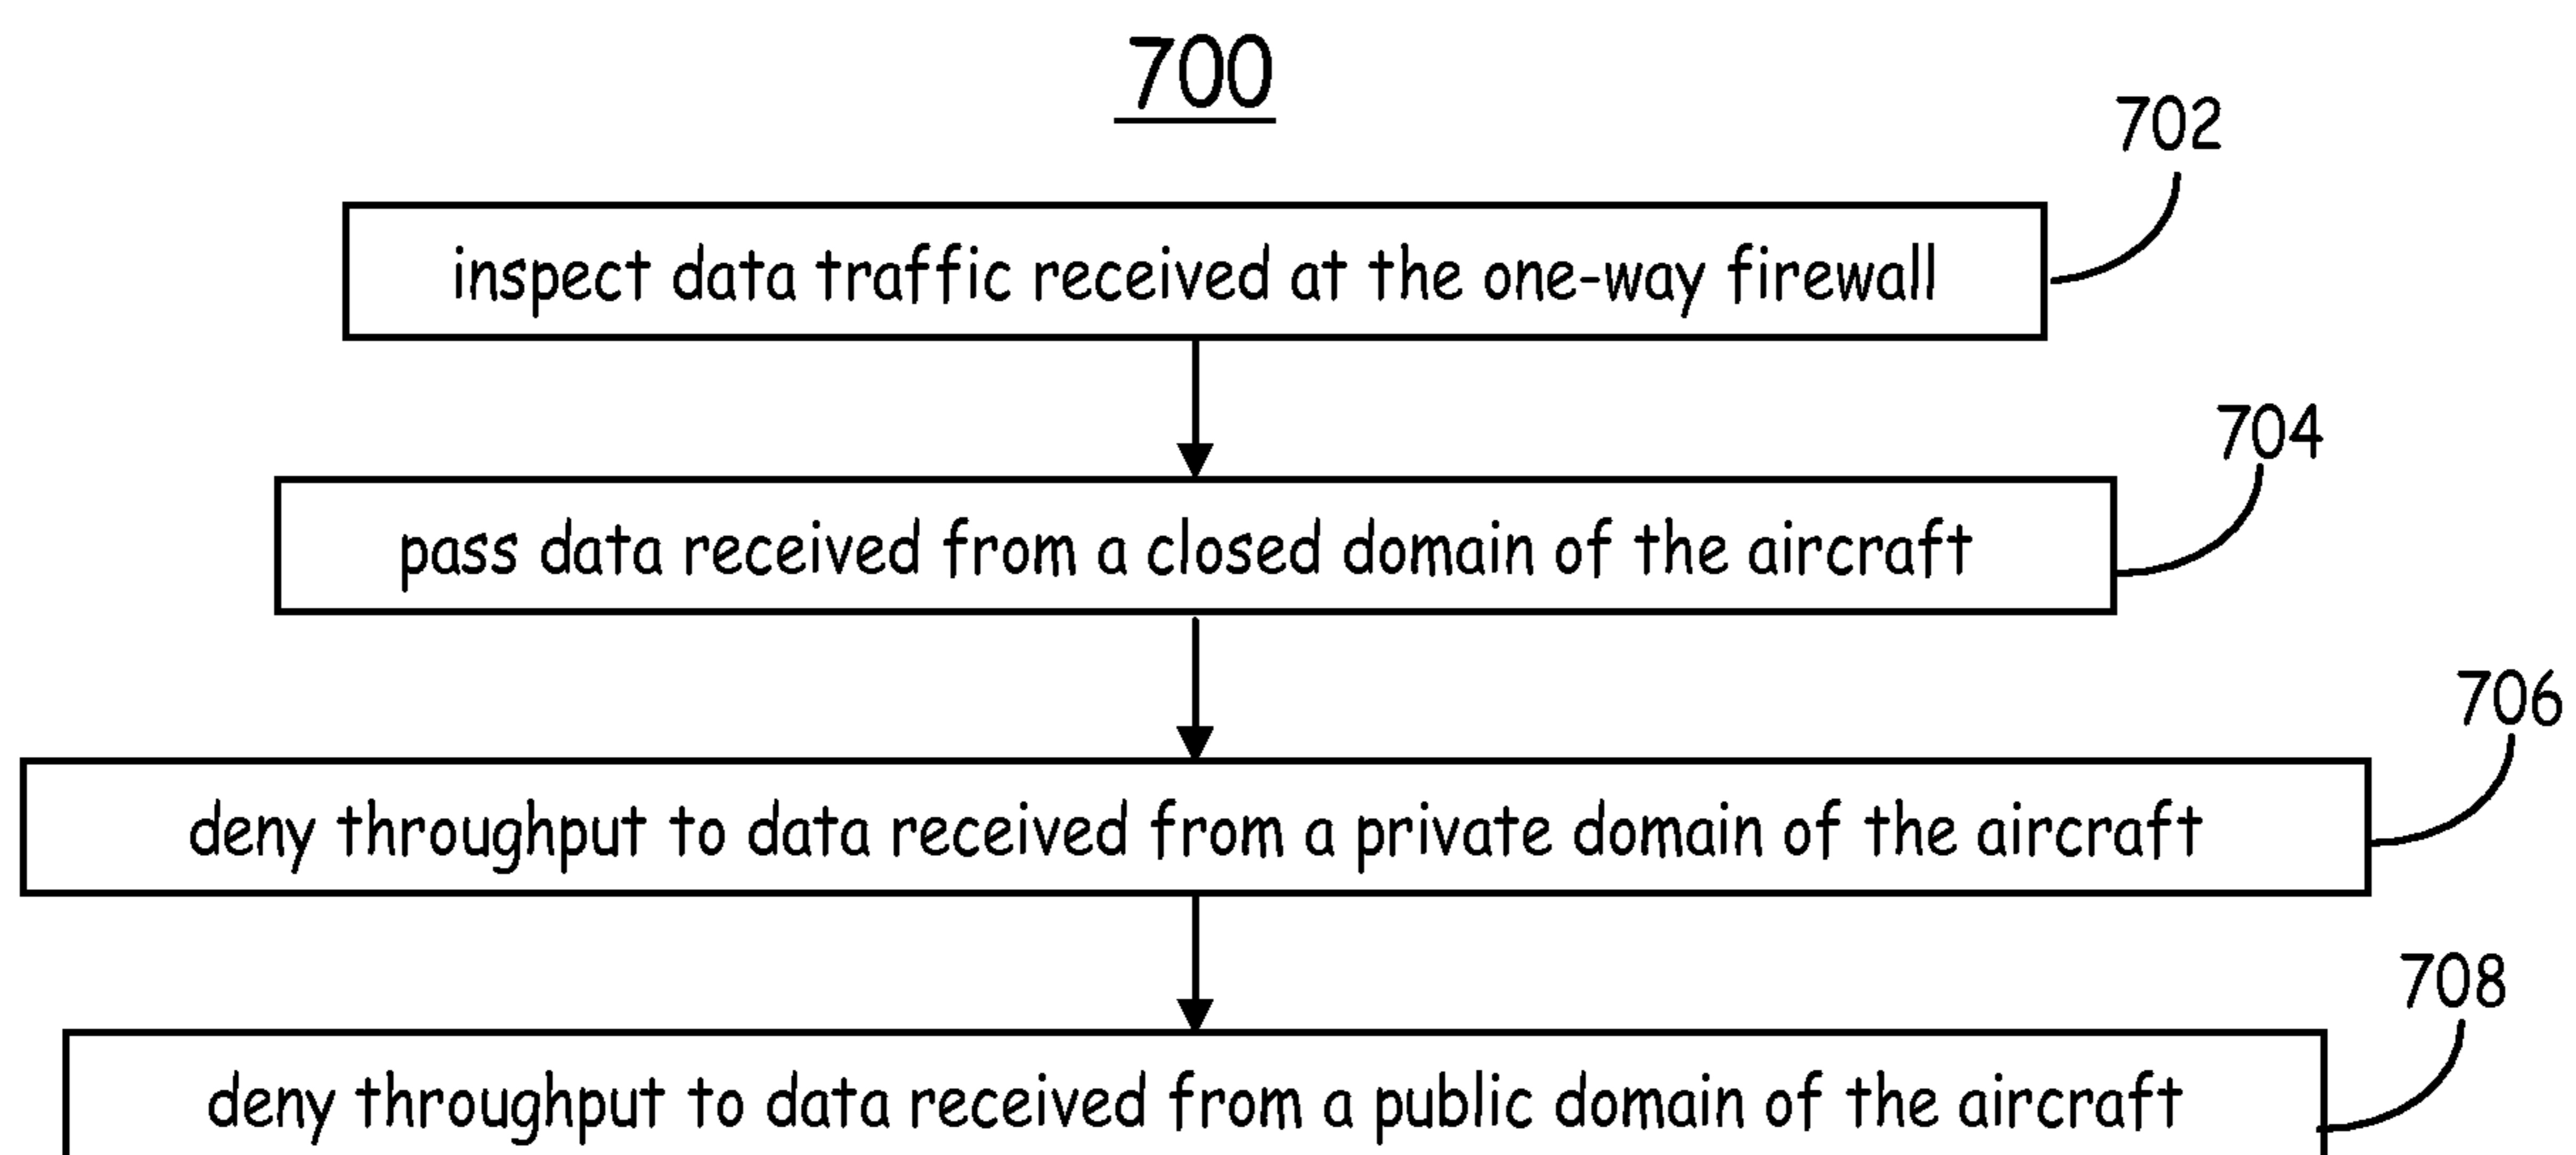 700
702
inspect data traffic received at the one-way firewall
704
pass data received from a closed domain of the aircraft
706
deny throughput to data received from a private domain of the aircraft
708
deny throughput to data received from a public domain of the aircraft